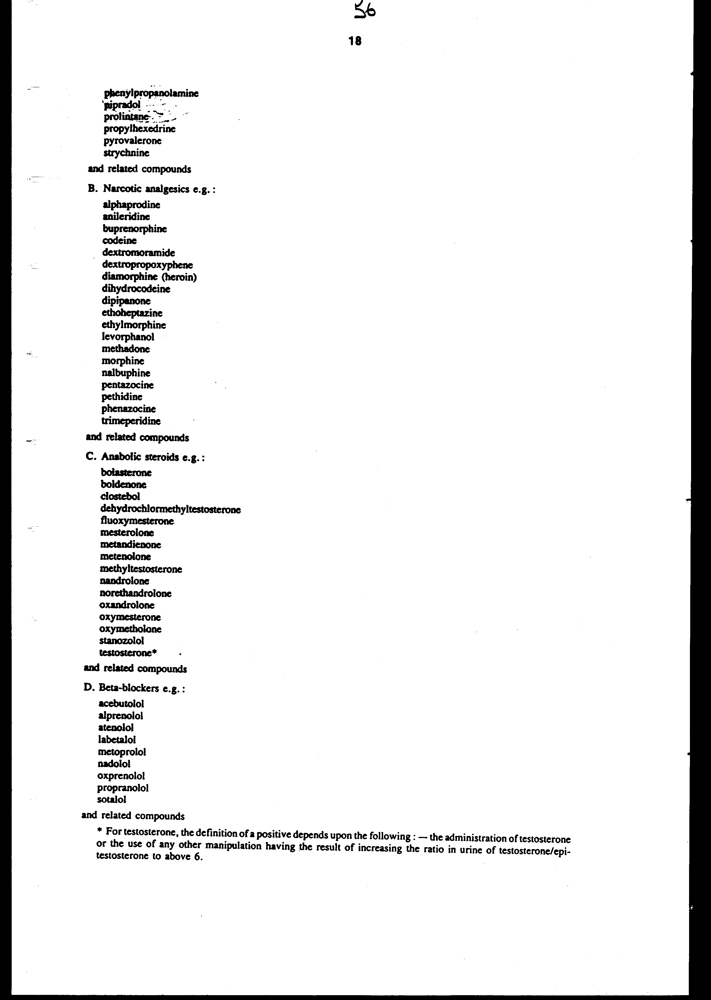 56
18
phenylpropanolamine
pipradol
prolintane
propylhexedrine
pyrovalerone
strychnine
and related compounds
B. Narcotic analgesics e.g. :
alphaprodine
anileridine
buprenorphine
codeine
dextromoramide
dextropropoxyphene
diamorphine (heroin)
dihydrocodeine
dipipanone
ethoheptazine
ethylmorphine
levorphanol
methadone
morphine
nalbuphine
pentazocine
pethidine
phenazocine
trimeperidine
and related compounds
C. Anabolic steroids e.g. :
bolasterone
boldenone
clostebol
dehydrochlormethyltestosterone
fluoxymesterone
mesterolone
metandienone
metenolone
methyltestosterone
nandrolone
norethandrolone
oxandrolone
oxymesterone
oxymetholone
stanozolol
testosterone*
and related compounds
D. Beta-blockers e.g. :
acebutolol
alprenolol
atenolol
labetalol
metoprolol
nadolol
oxprenolol
propranolol
sotalol
and related compounds
* For testosterone, the definition of a positive depends upon the following : — the administration of testosterone
or the use of any other manipulation having the result of increasing the ratio in urine of testosterone/epi-
testosterone to above 6.